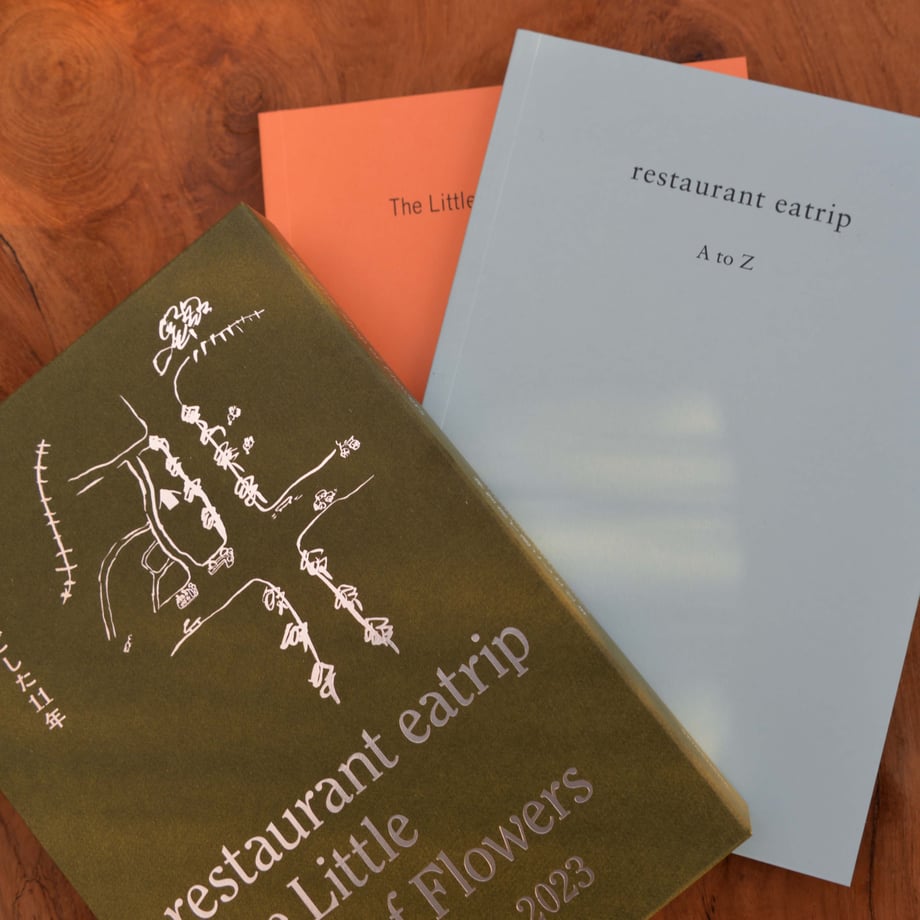 The Little
restaurant eatrip
A to Z
した11年
restaurant eatrip
Little
Flowers
2023